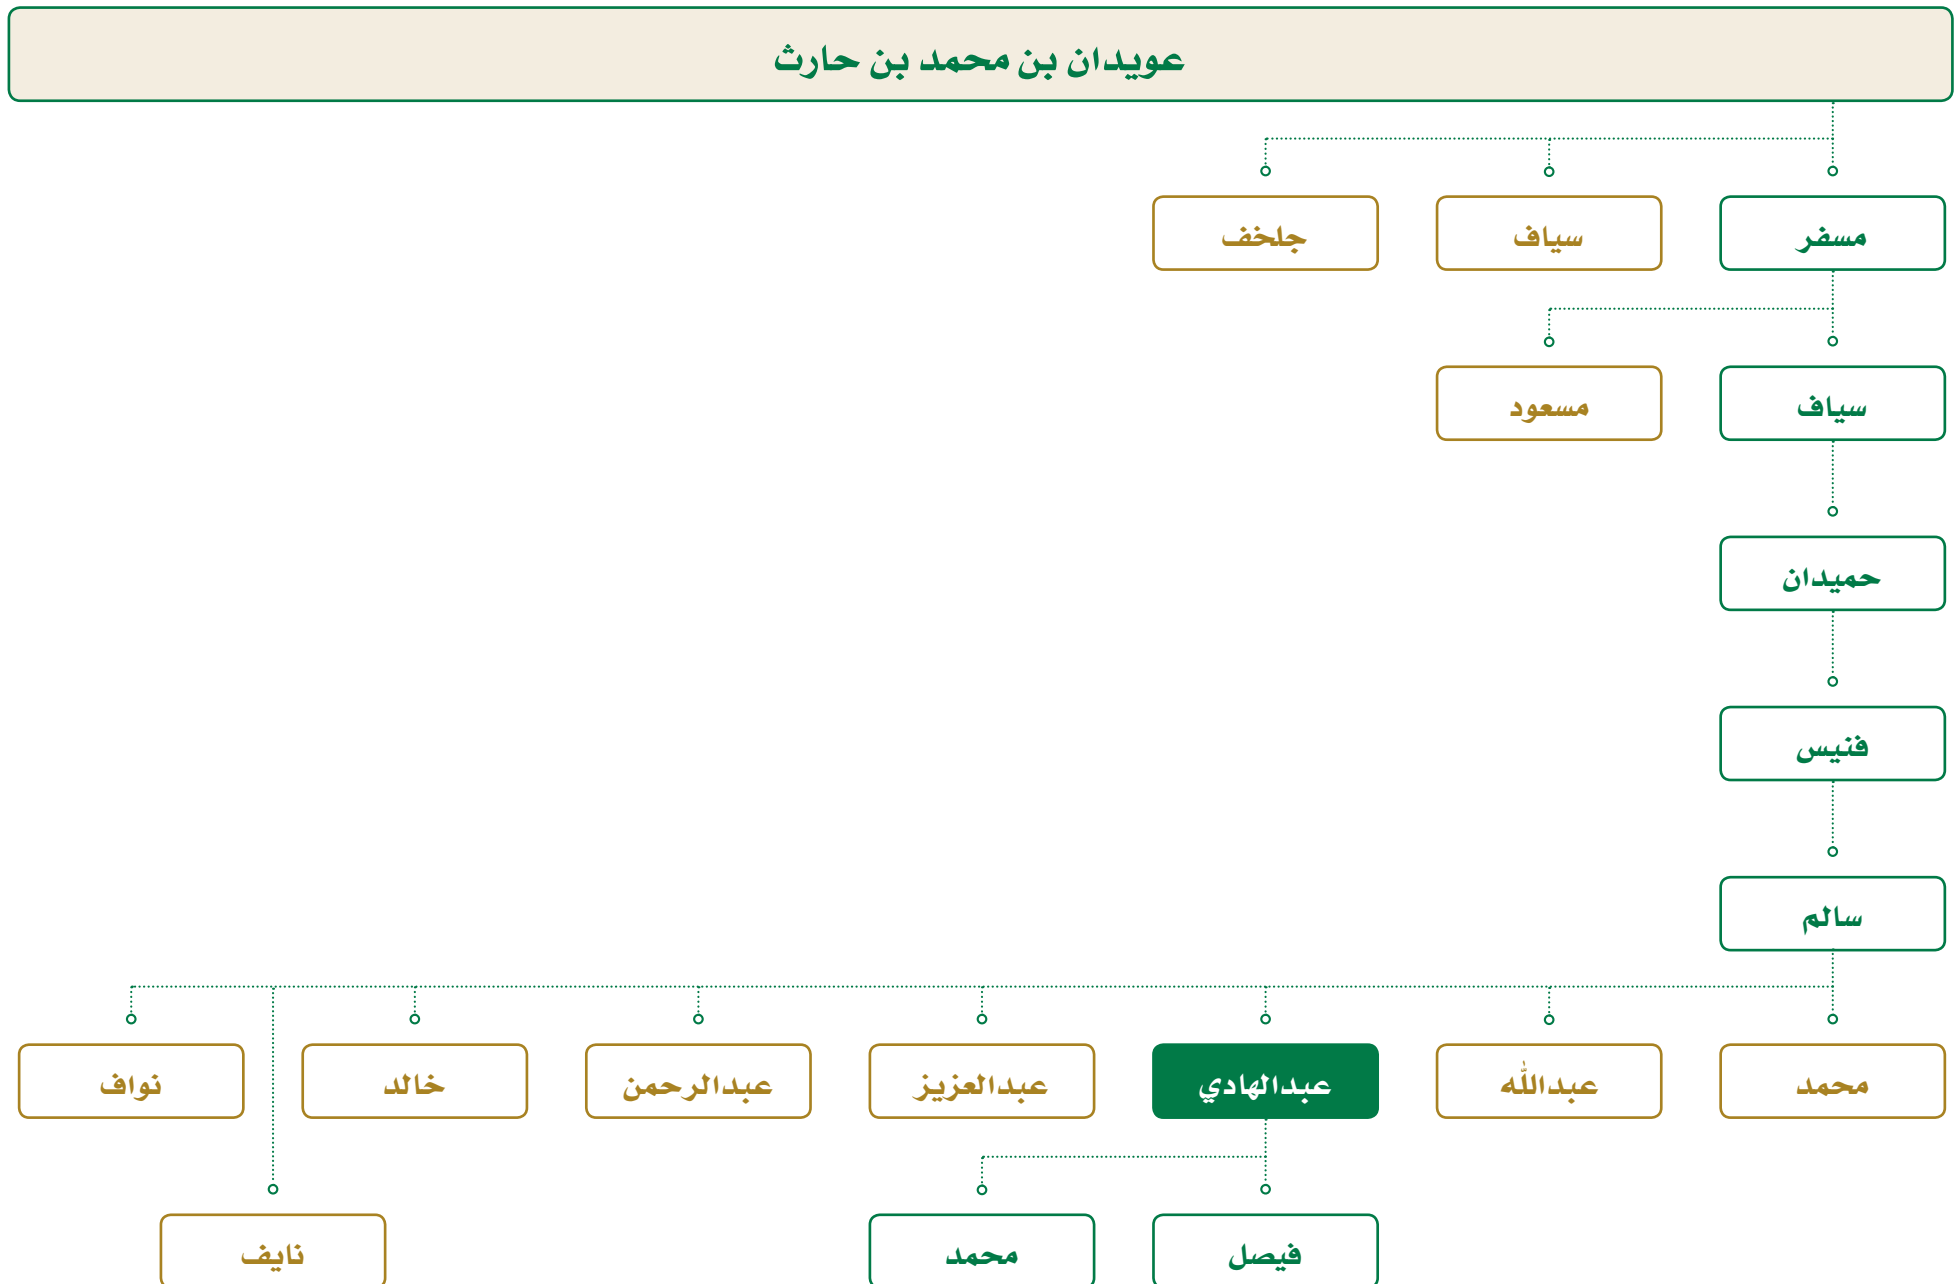 عويدان بن محمد بن حارث
مسفر
سياف
جلخف
سياف
مسعود
حميدان
فنيس
سالم
محمد
عبدالله
عبدالهادي
عبدالعزيز
عبدالرحمن
خالد
نواف
فيصل
محمد
نايف